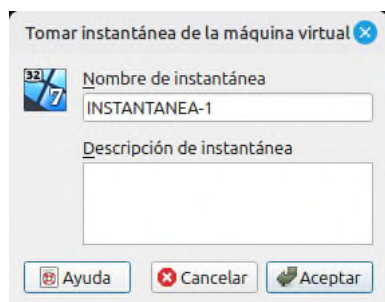 Tomar instantánea de la máquina virtual
32
7
Nombre de instantánea
INSTANTANEA-1
Descripción de instantánea
Ayuda
Cancelar
Aceptar